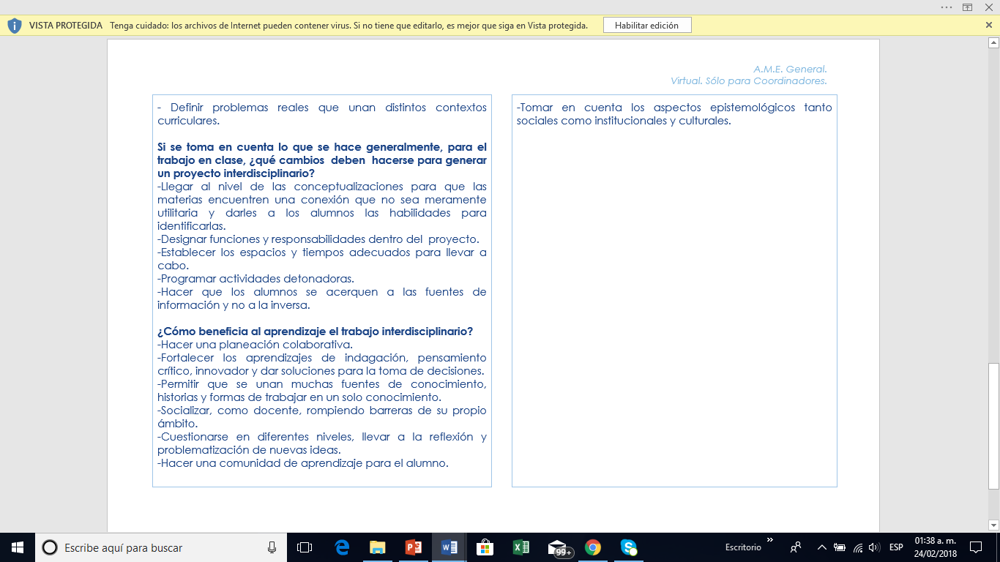 VISTA PROTEGIDA Tenga cuidado: los archivos de Internet pueden contener virus. Si no tiene que editarlo, es mejor que siga en Vista protegida. Habilitar edición
A.M.E. General.
Virtual. Sólo para Coordinadores.
- Definir problemas reales que unan distintos contextos
curriculares.
Si se toma en cuenta lo que se hace generalmente, para el
trabajo en clase, ¿qué cambios deben hacerse para generar
un proyecto interdisciplinario?
-Llegar al nivel de las conceptualizaciones para que las
materias encuentren una conexión que no sea meramente
utilitaria y darles a los alumnos las habilidades para
identificarlas.
-Designar funciones y responsabilidades dentro del proyecto.
-Establecer los espacios y tiempos adecuados para llevar a
cabo.
-Programar actividades detonadoras.
-Hacer que los alumnos se acerquen a las fuentes de
información y no a la inversa.
¿Cómo beneficia al aprendizaje el trabajo interdisciplinario?
-Hacer una planeación colaborativa.
-Fortalecer los aprendizajes de indagación, pensamiento
crítico, innovador y dar soluciones para la toma de decisiones.
-Permitir que se unan muchas fuentes de conocimiento,
historias y formas de trabajar en un solo conocimiento.
-Socializar, como docente, rompiendo barreras de su propio
ámbito.
-Cuestionarse en diferentes niveles, llevar a la reflexión y
problematización de nuevas ideas.
-Hacer una comunidad de aprendizaje para el alumno.
-Tomar en cuenta los aspectos epistemológicos tanto
sociales como institucionales y culturales.
Escribe aquí para buscar
99+
Escritorio
ESP
01:38 a. m.
24/02/2018